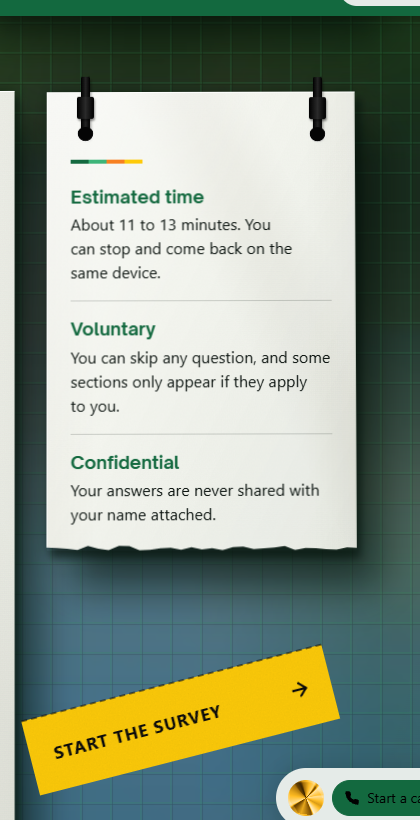 Estimated time
About 11 to 13 minutes. You
can stop and come back on the
same device.
Voluntary
You can skip any question, and some
sections only appear if they apply
to you.
Confidential
Your answers are never shared with
your name attached.
START THE SURVEY
Start a